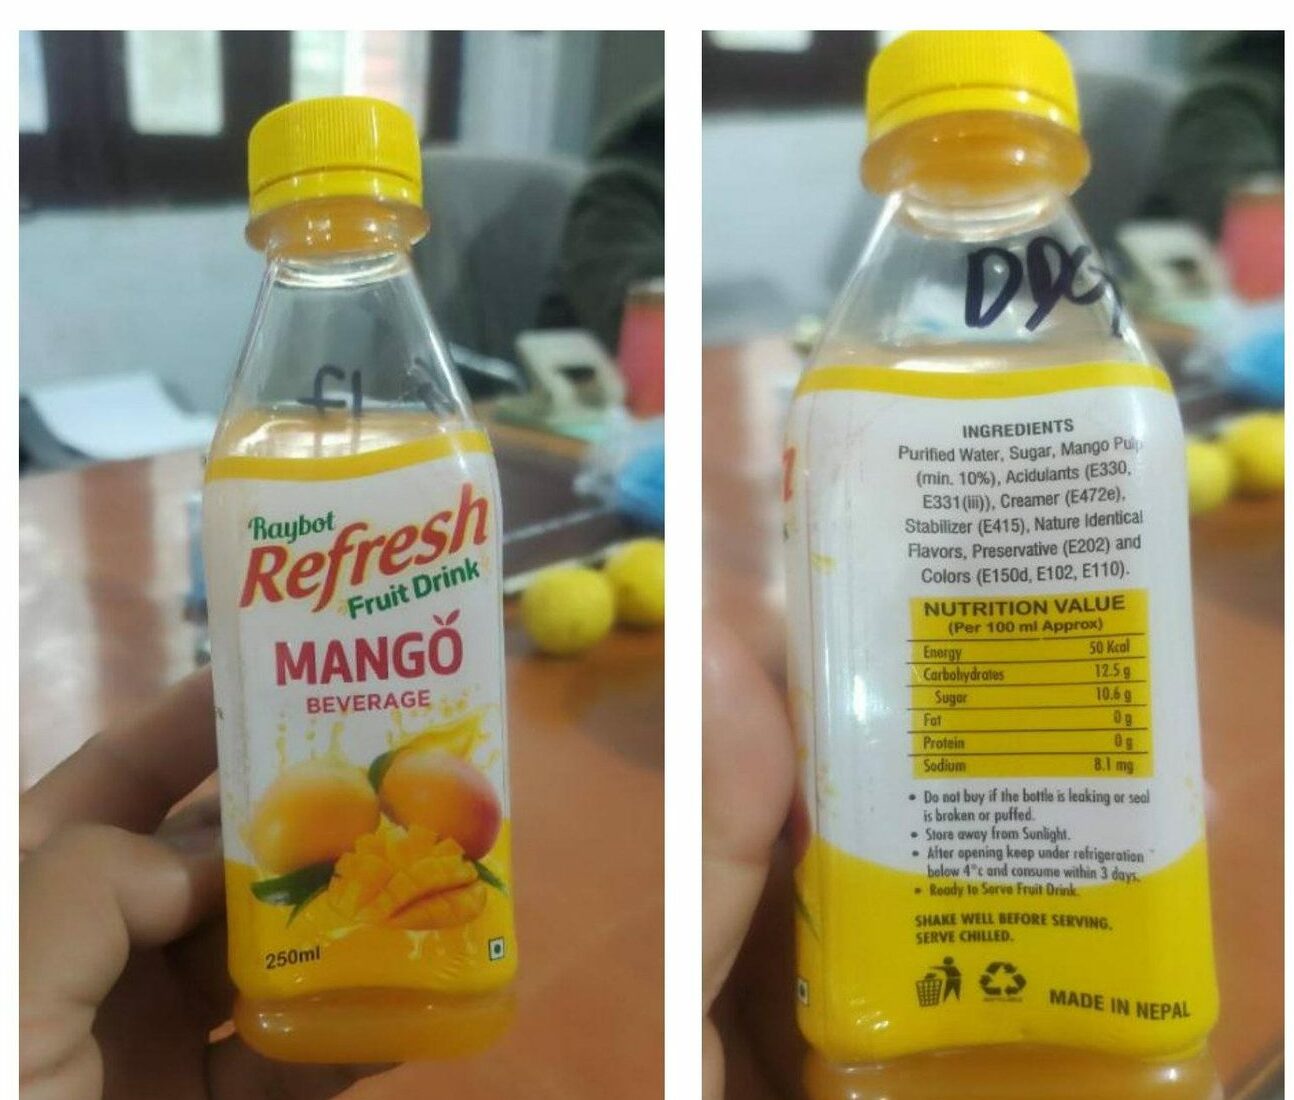 f1
Raybot
Refresh
Fruit Drink
MANGO
BEVERAGE
250ml
INGREDIENTS
Purified Water, Sugar, Mango Pulp
(min. 10%), Acidulants (E330,
E331(iii)), Creamer (E472e),
Stabilizer (E415), Nature Identical
Flavors, Preservative (E202) and
Colors (E150d, E102, E110).
NUTRITION VALUE
(Per 100 ml Approx)
Energy 50 Kcal
Carbohydrates 12.5 g
Sugar 10.6 g
Fat 0 g
Protein 0 g
Sodium 8.1 mg
• Do not buy if the bottle is leaking or seal
is broken or puffed.
• Store away from Sunlight.
• After opening keep under refrigeration
below 4°c and consume within 3 days.
• Ready to Serve Fruit Drink.
SHAKE WELL BEFORE SERVING.
SERVE CHILLED.
MADE IN NEPAL